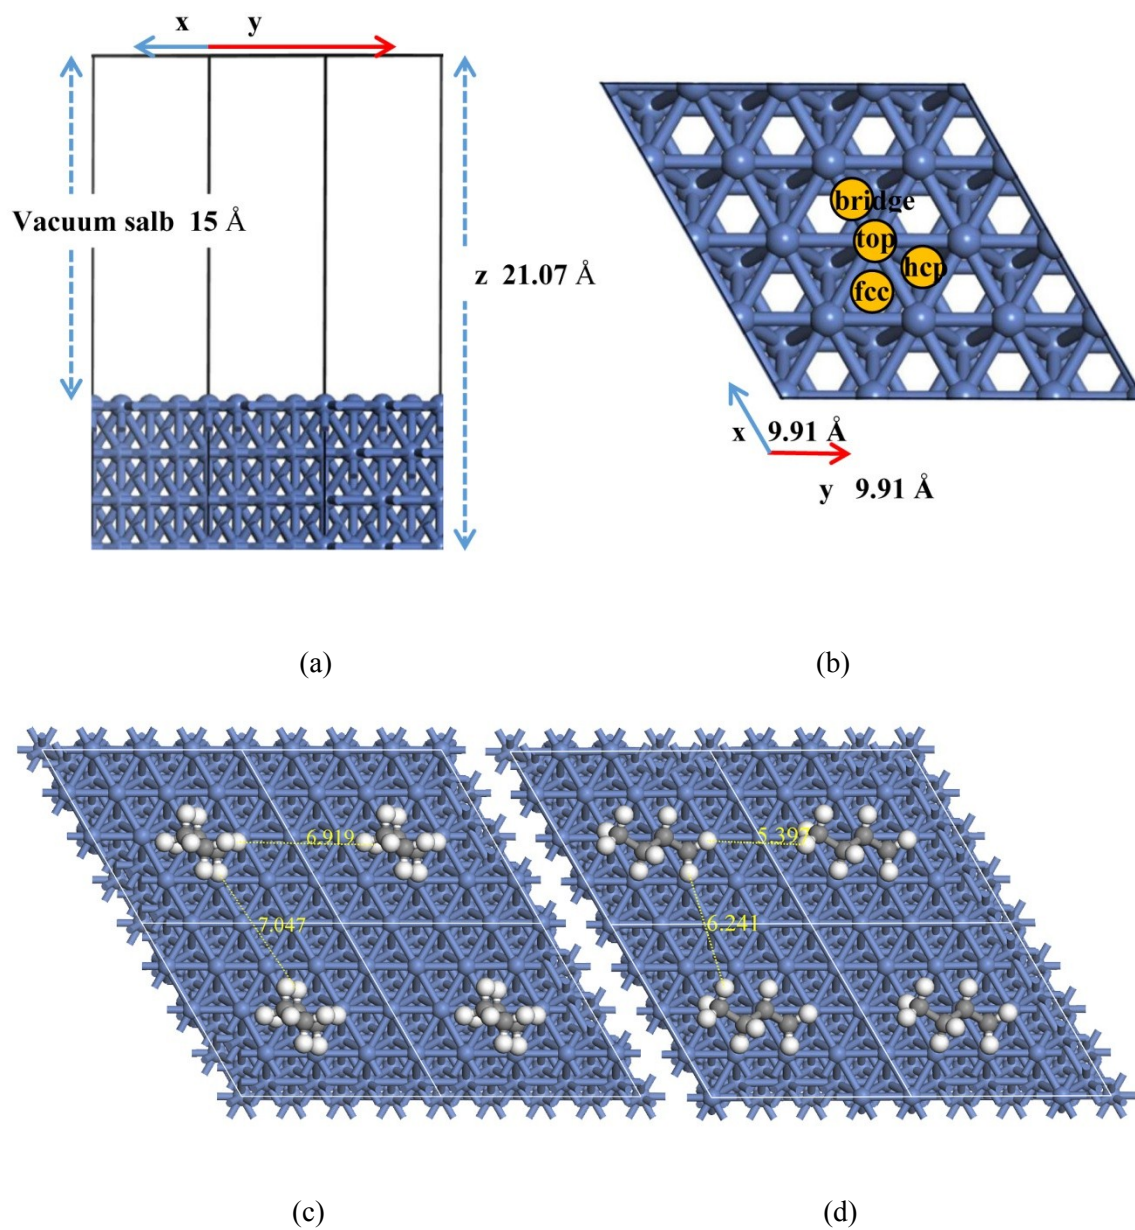 x y
Vacuum salb 15 Å
z 21.07 Å
bridge
top
hcp
fcc
x 9.91 Å
y 9.91 Å
(a)
(b)
6.919
7.047
5.397
6.241
(c)
(d)